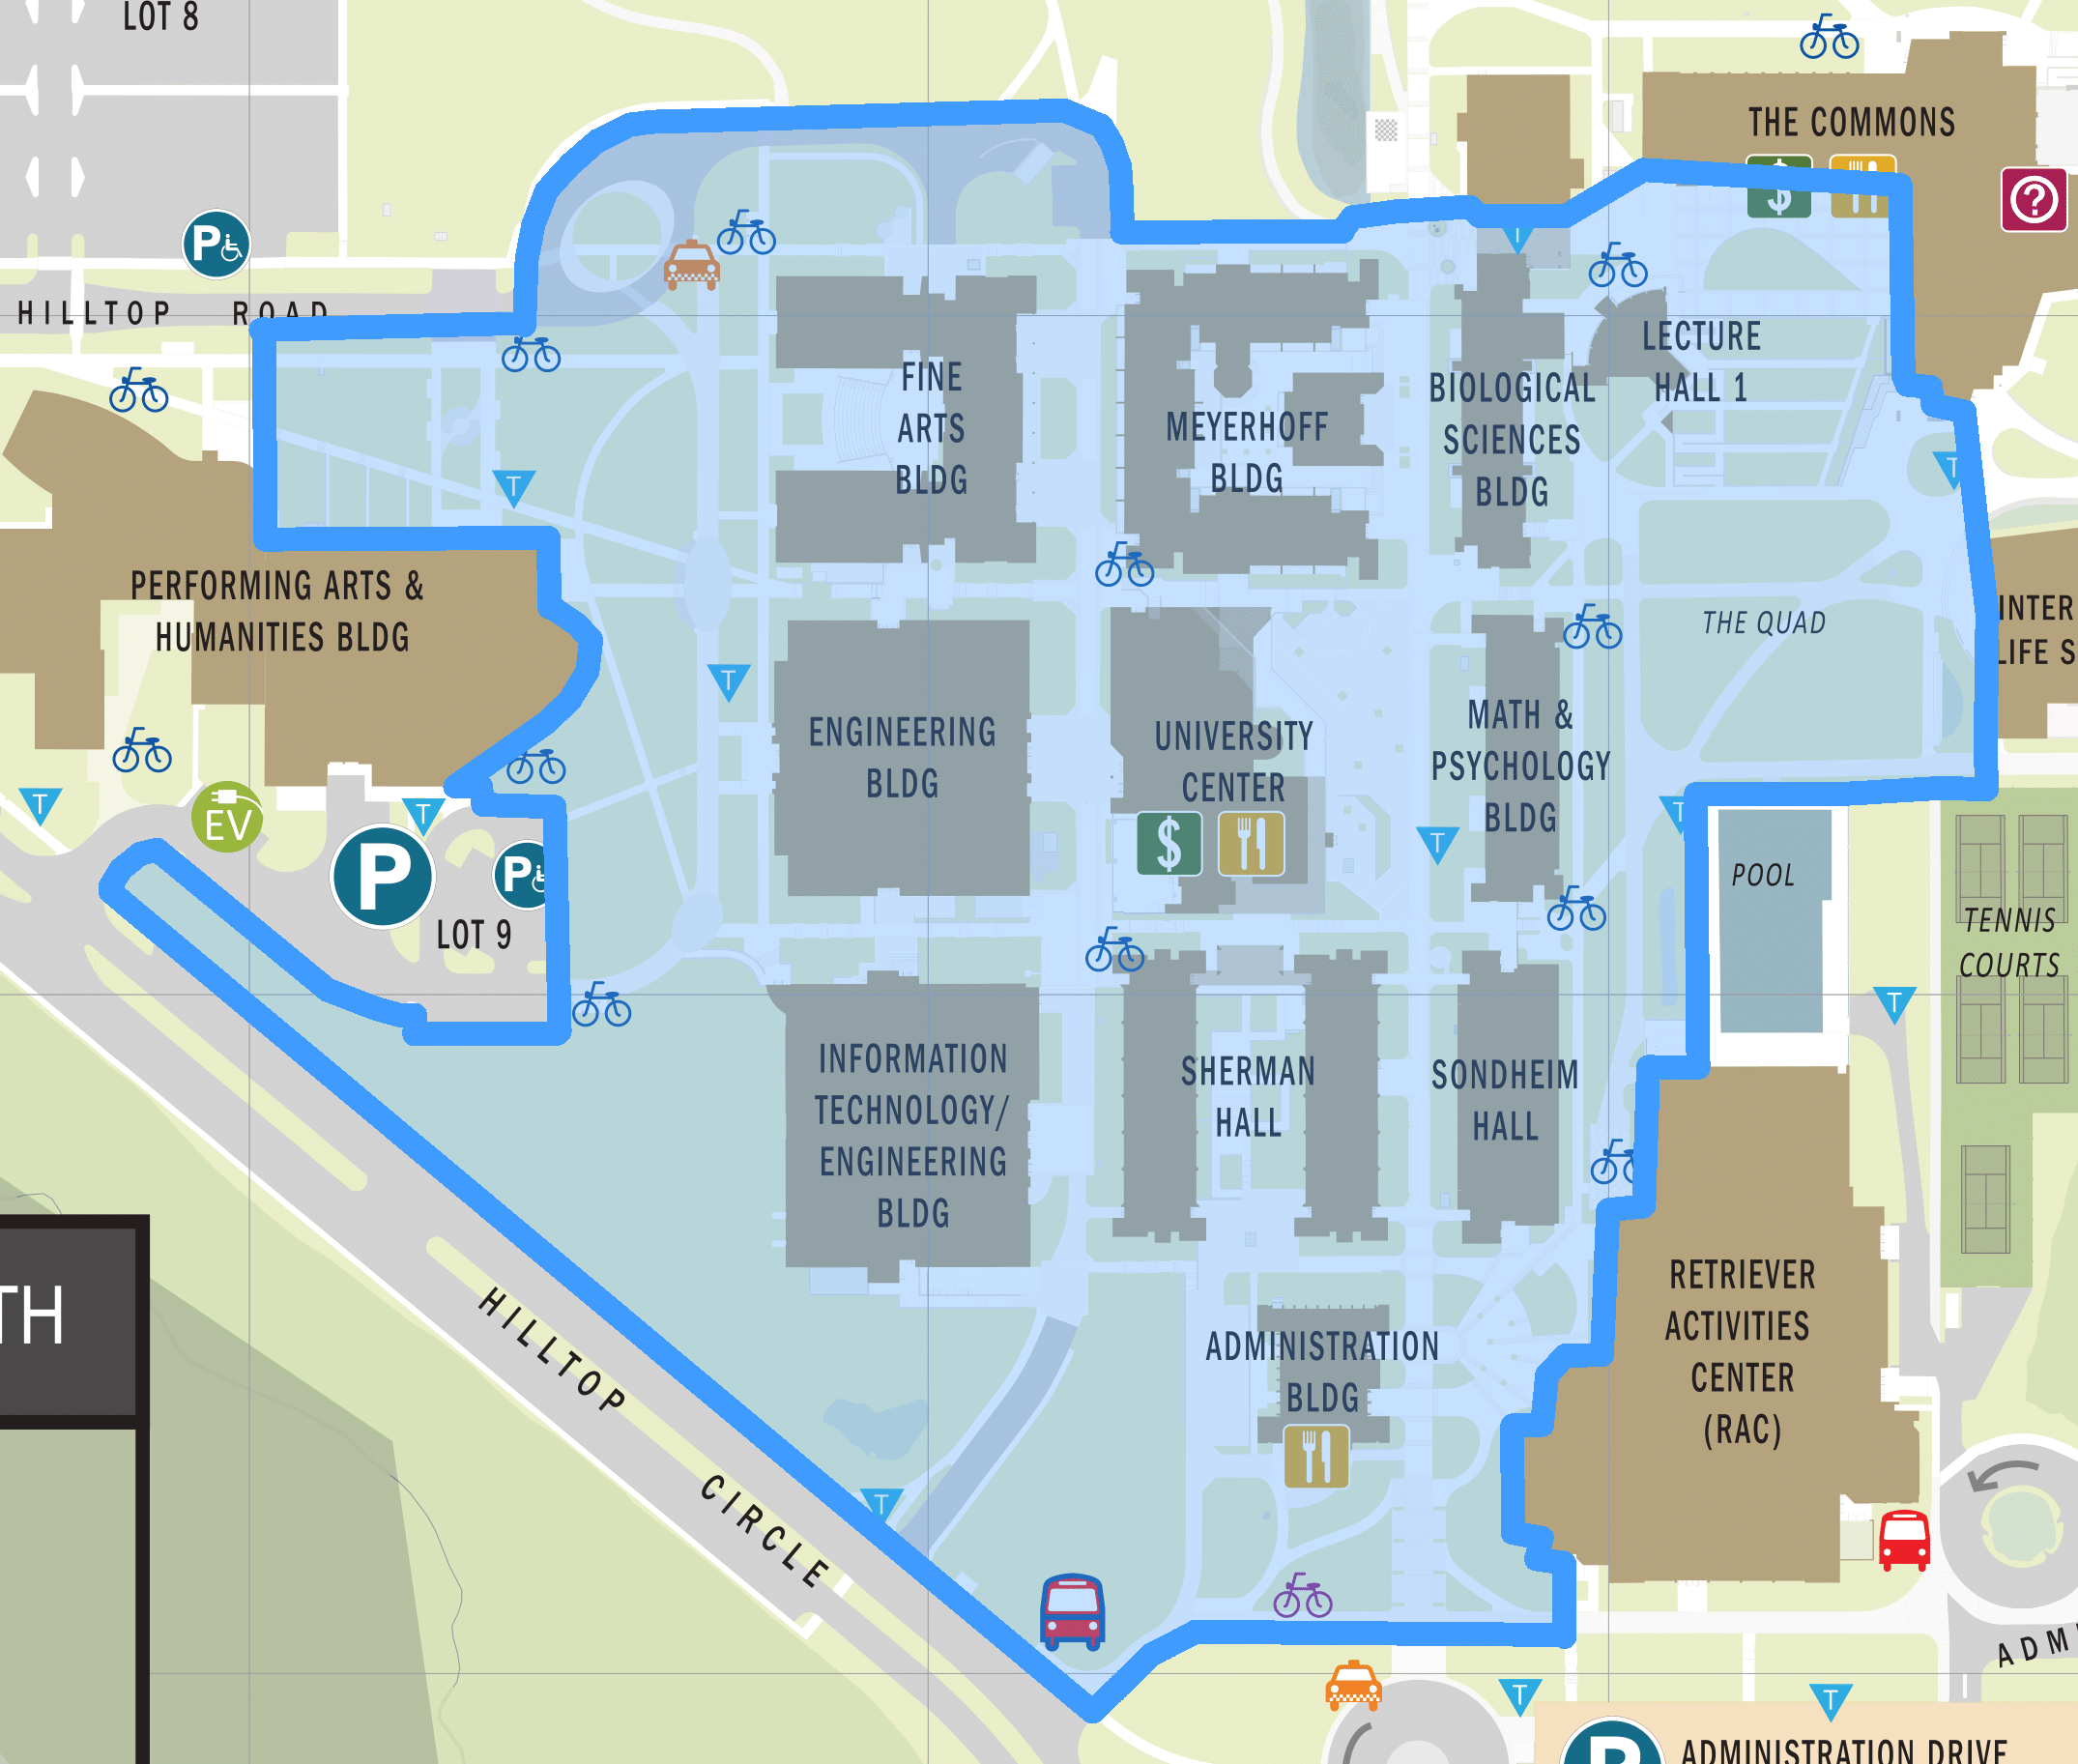 LOT 8
THE COMMONS
$
?
P
HILLTOP ROAD
T
LECTURE
HALL 1
FINE
ARTS
BLDG
MEYERHOFF
BLDG
BIOLOGICAL
SCIENCES
BLDG
T
T
PERFORMING ARTS &
HUMANITIES BLDG
THE QUAD
INTER
LIFE S
T
ENGINEERING
BLDG
UNIVERSITY
CENTER
MATH &
PSYCHOLOGY
BLDG
T
EV
T
T
T
$
P
P
LOT 9
POOL
TENNIS
COURTS
T
INFORMATION
TECHNOLOGY/
ENGINEERING
BLDG
SHERMAN
HALL
SONDHEIM
HALL
TH
HILLTOP CIRCLE
ADMINISTRATION
BLDG
RETRIEVER
ACTIVITIES
CENTER
(RAC)
T
ADMI
T
T
P
ADMINISTRATION DRIVE